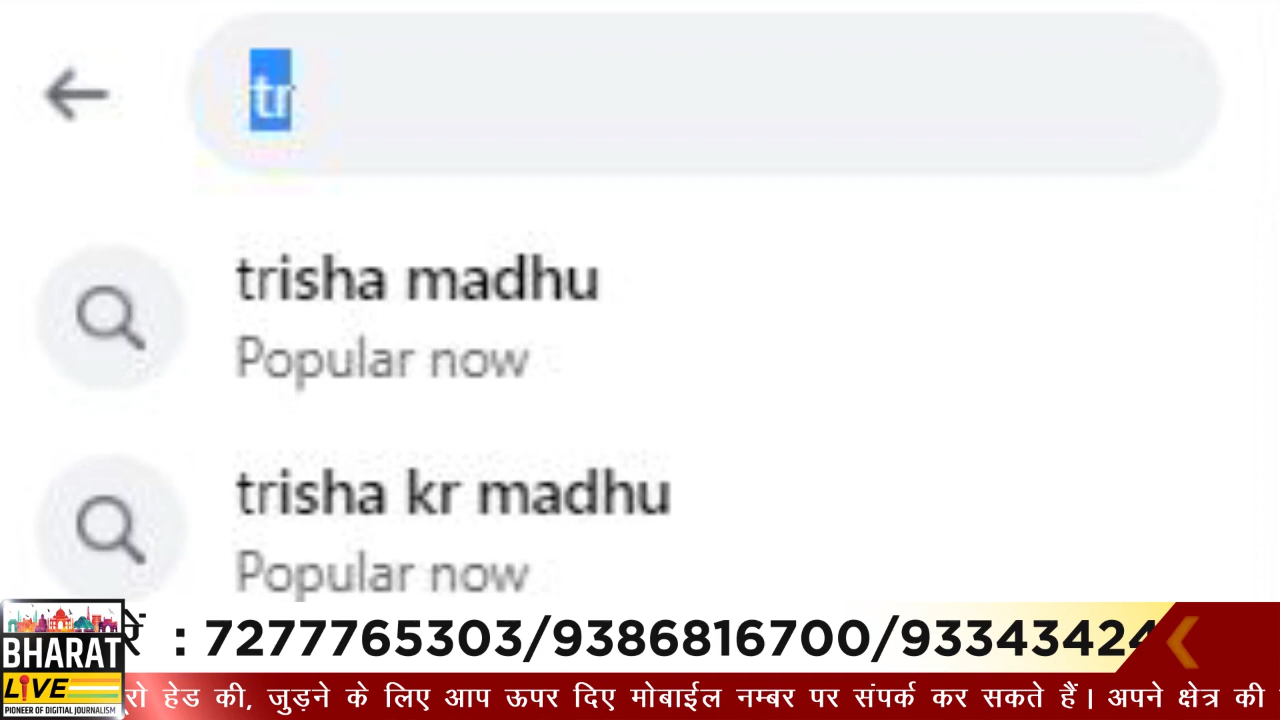 tr
trisha madhu
Popular now
trisha kr madhu
Popular now
: 7277765303/9386816700/93343424
BHARAT
LIVE
PIONEER OF DIGITAL JOURNALISM
हेड की, जुड़ने के लिए आप ऊपर दिए मोबाईल नम्बर पर संपर्क कर सकते हैं। अपने क्षेत्र की